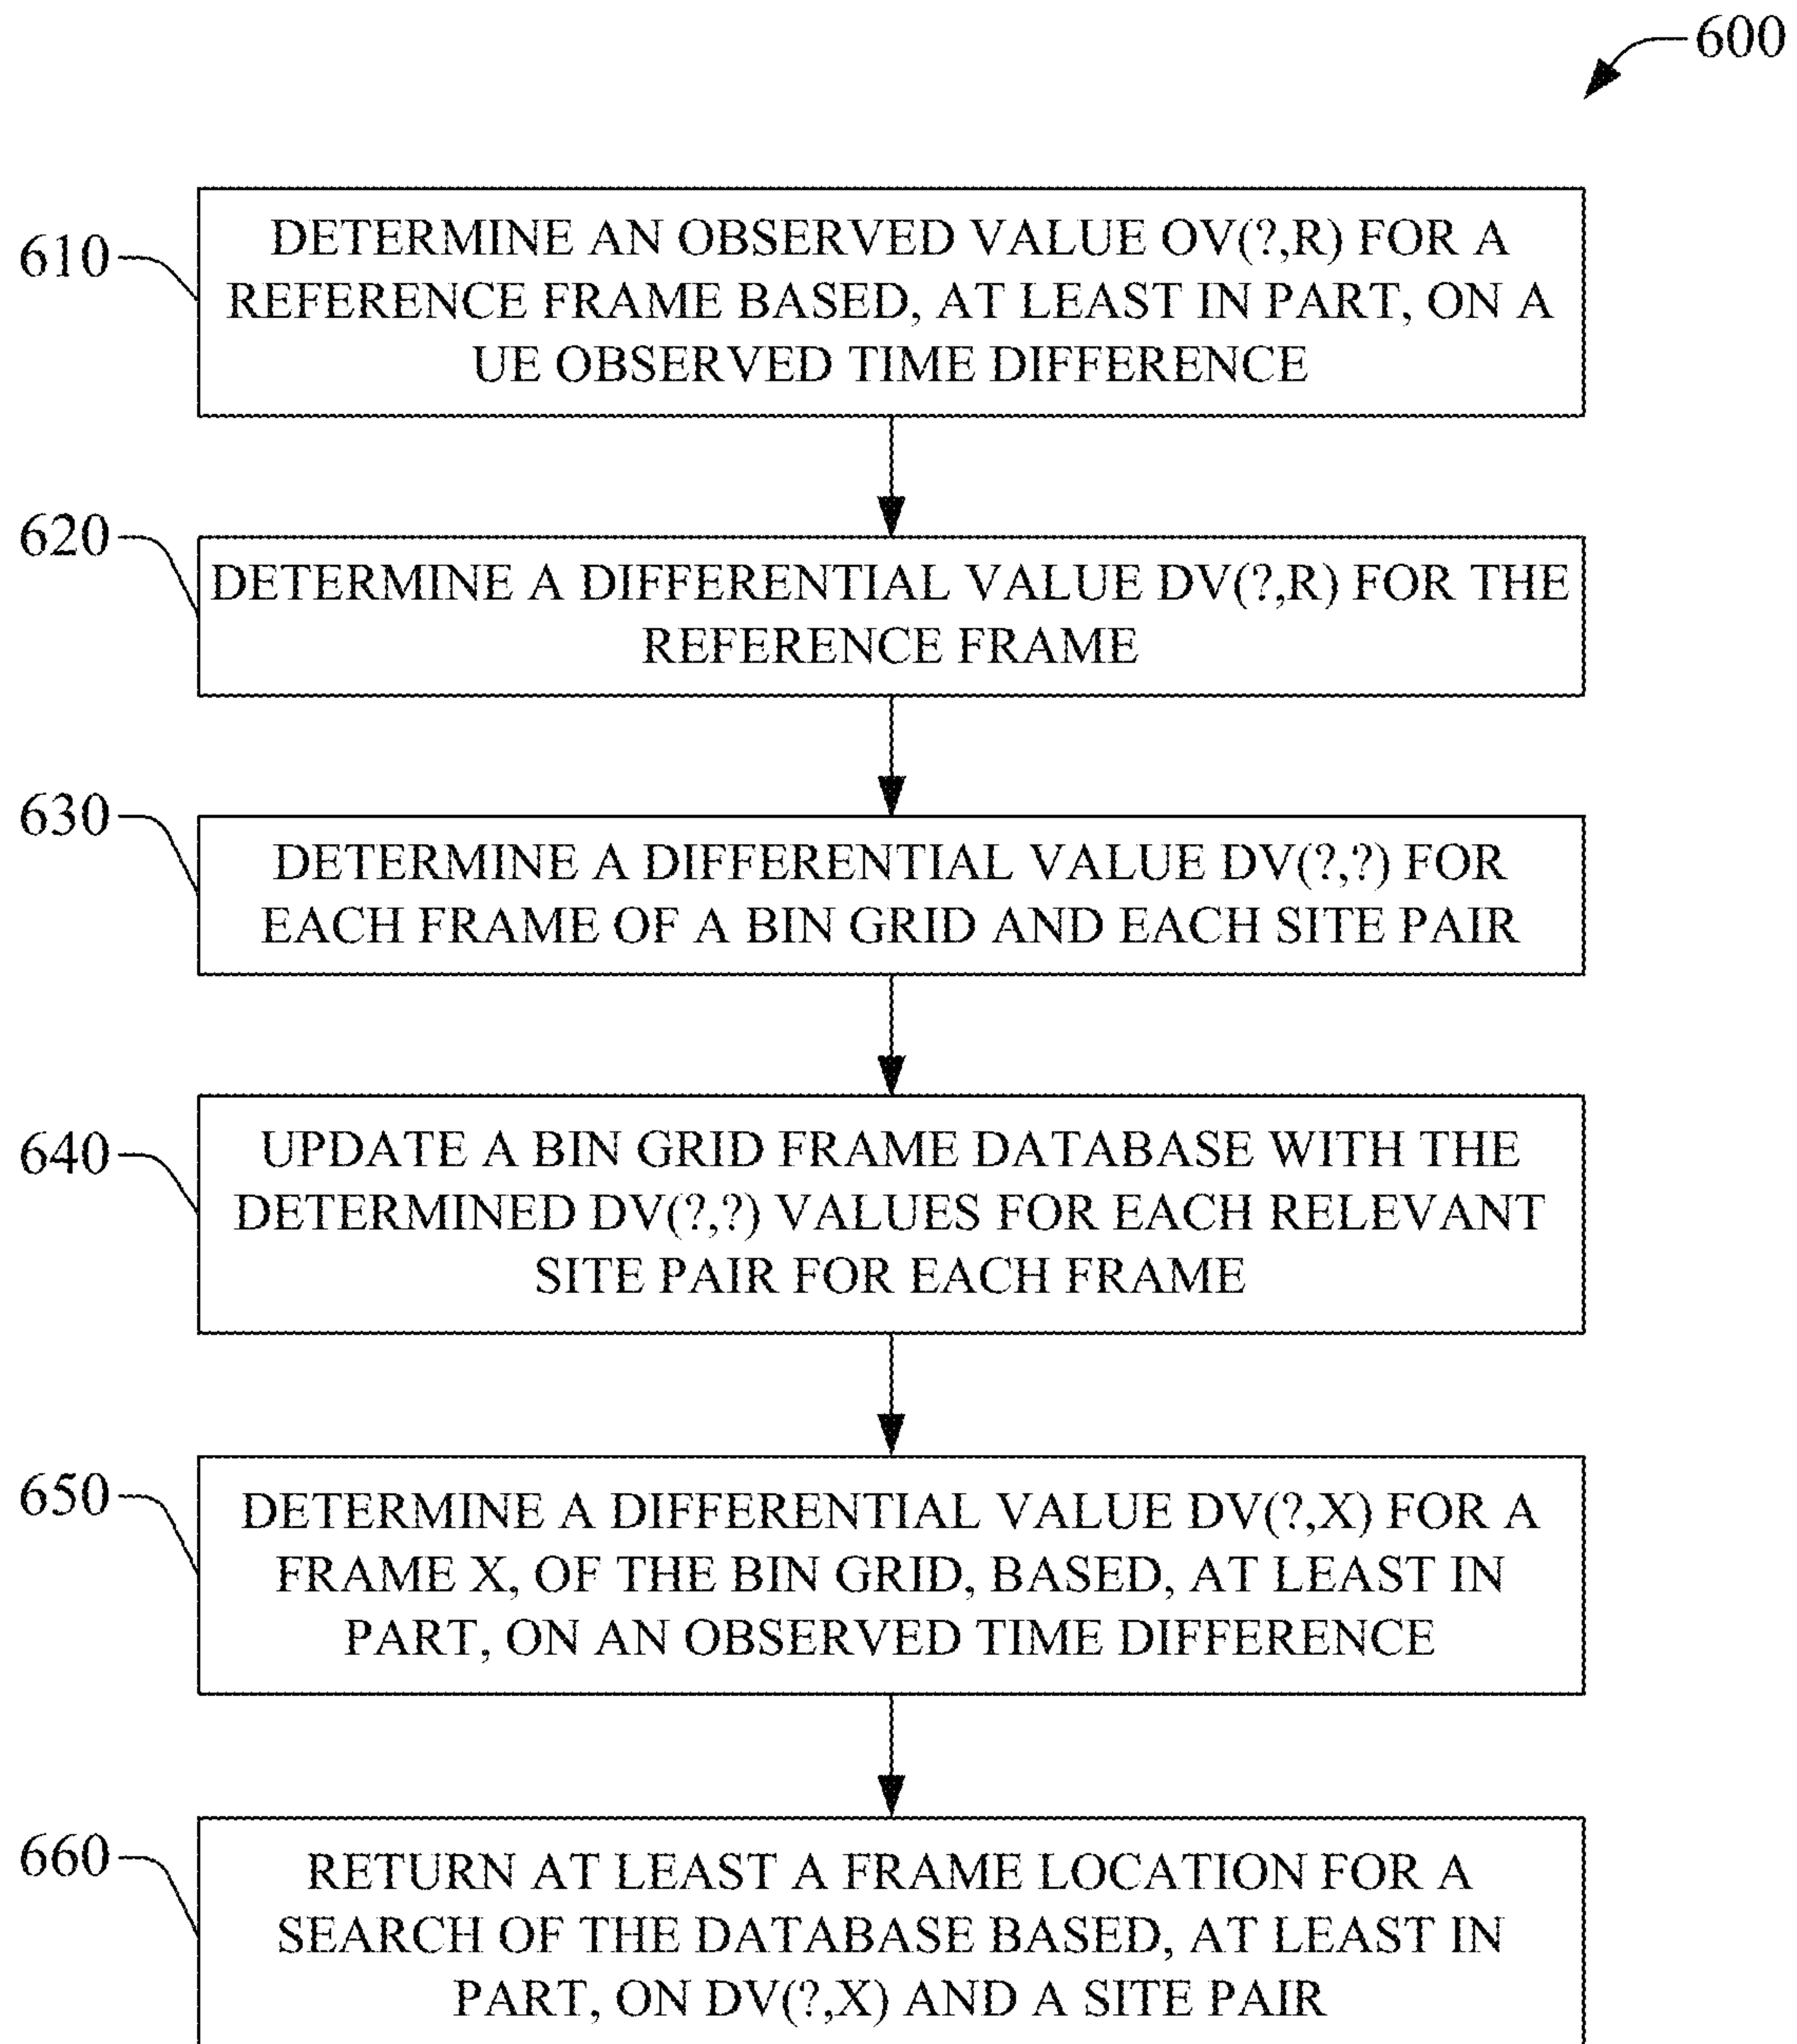 600
610
DETERMINE AN OBSERVED VALUE OV(?,R) FOR A
REFERENCE FRAME BASED, AT LEAST IN PART, ON A
UE OBSERVED TIME DIFFERENCE
620
DETERMINE A DIFFERENTIAL VALUE DV(?,R) FOR THE
REFERENCE FRAME
630
DETERMINE A DIFFERENTIAL VALUE DV(?,?) FOR
EACH FRAME OF A BIN GRID AND EACH SITE PAIR
640
UPDATE A BIN GRID FRAME DATABASE WITH THE
DETERMINED DV(?,?) VALUES FOR EACH RELEVANT
SITE PAIR FOR EACH FRAME
650
DETERMINE A DIFFERENTIAL VALUE DV(?,X) FOR A
FRAME X, OF THE BIN GRID, BASED, AT LEAST IN
PART, ON AN OBSERVED TIME DIFFERENCE
660
RETURN AT LEAST A FRAME LOCATION FOR A
SEARCH OF THE DATABASE BASED, AT LEAST IN
PART, ON DV(?,X) AND A SITE PAIR